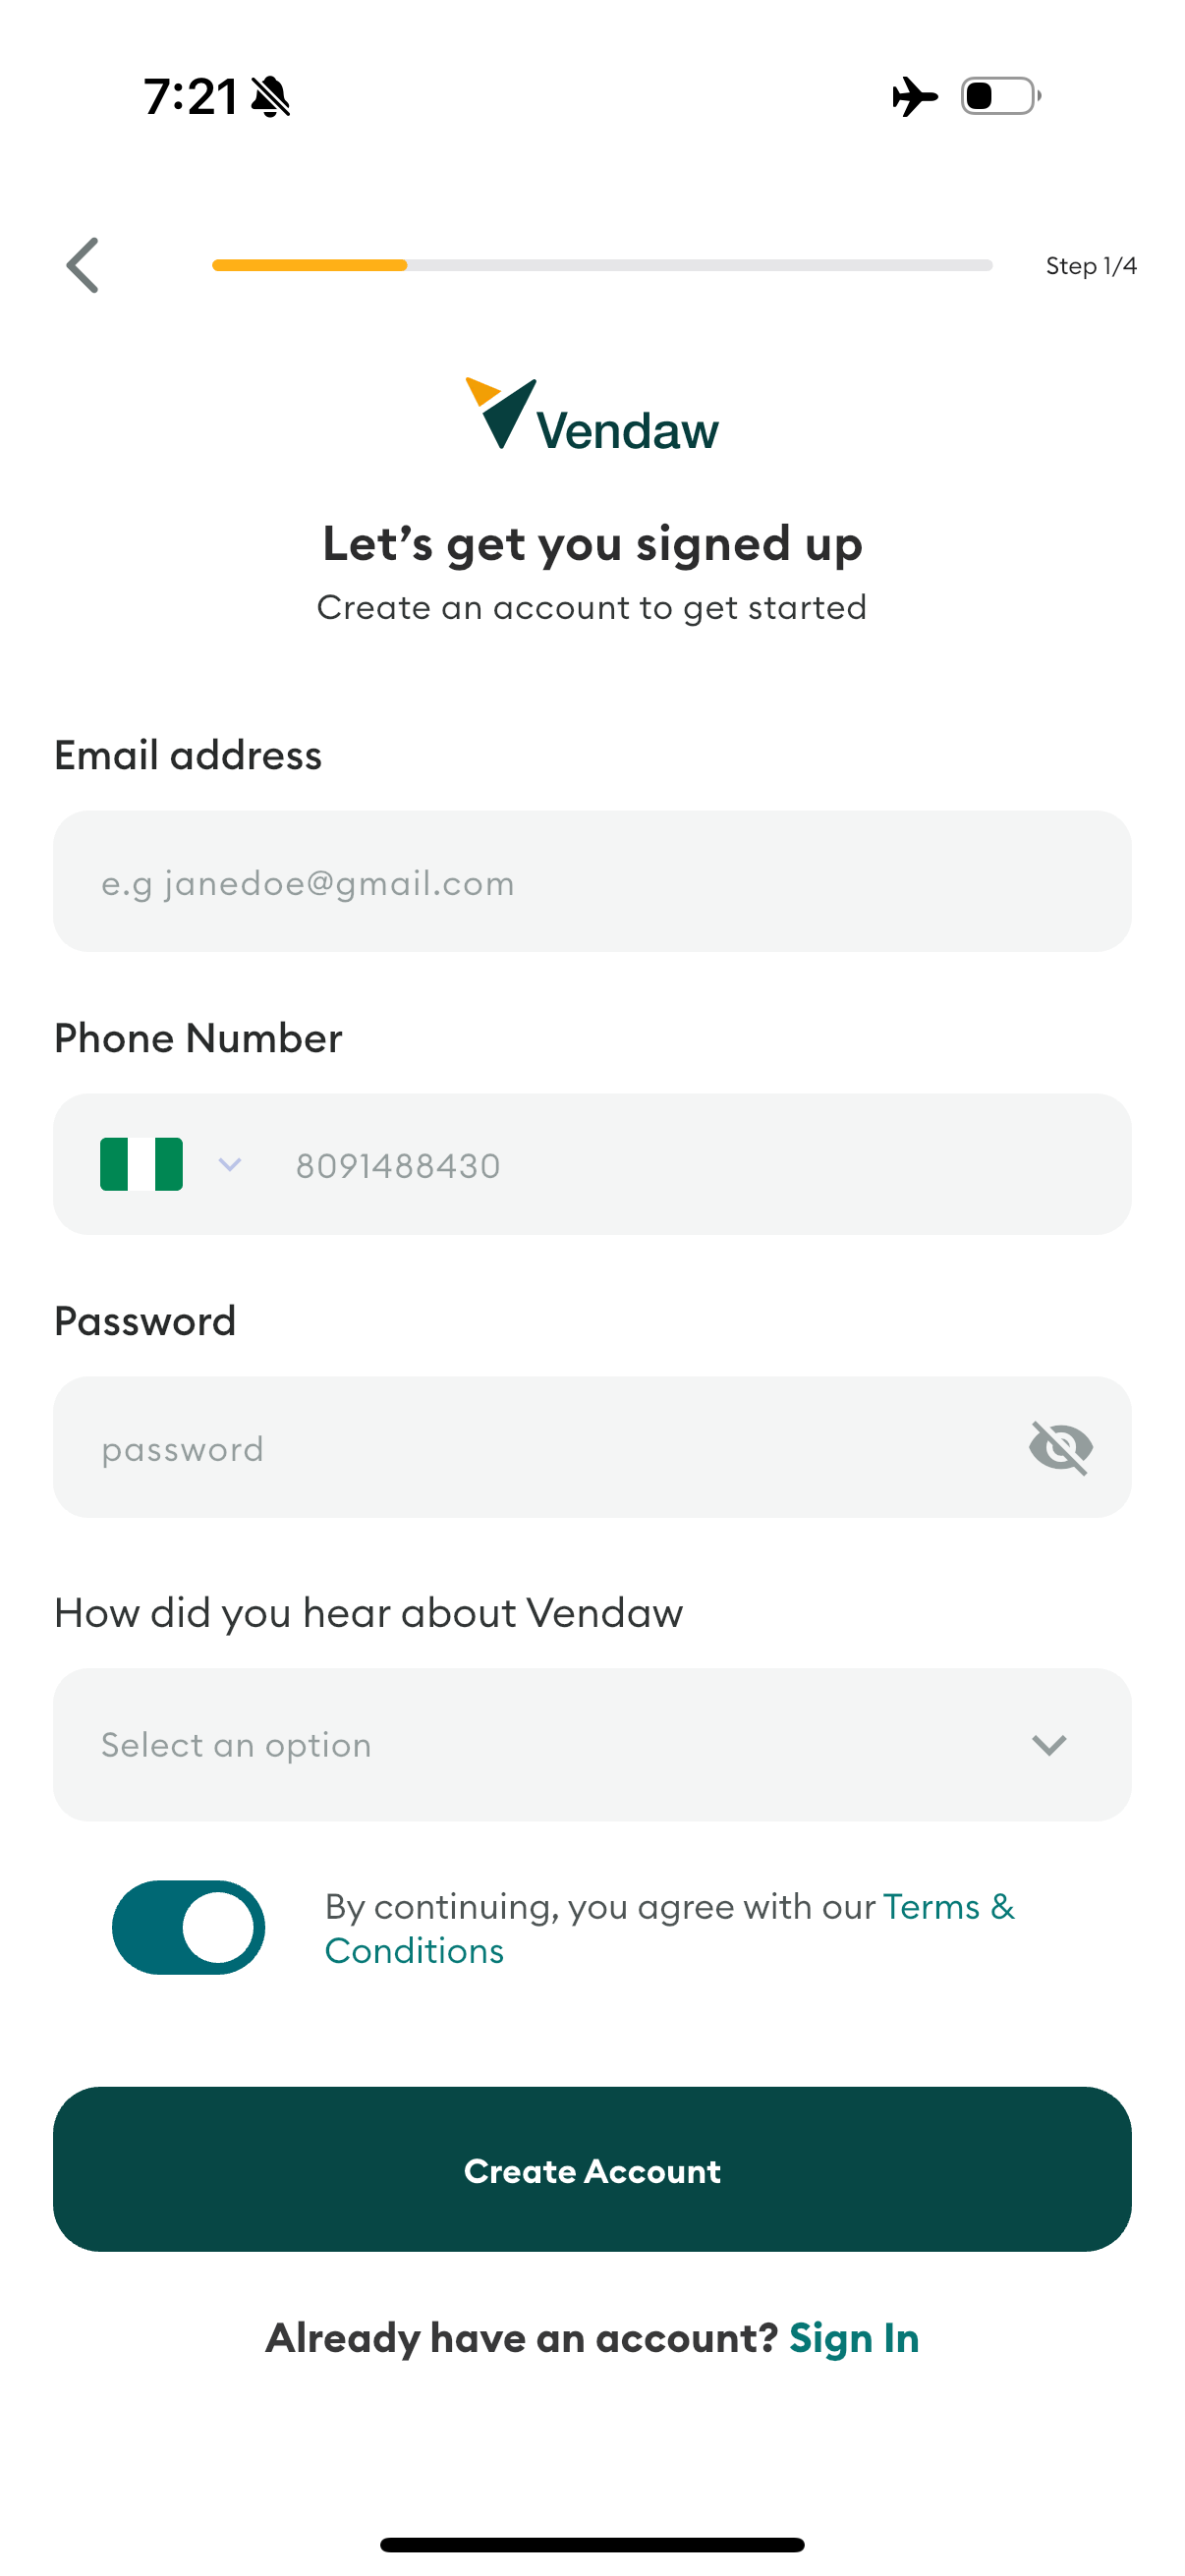 7:21
Step 1/4
Vendaw
Let’s get you signed up
Create an account to get started
Email address
e.g janedoe@gmail.com
Phone Number
8091488430
Password
password
How did you hear about Vendaw
Select an option
By continuing, you agree with our Terms &
Conditions
Create Account
Already have an account? Sign In